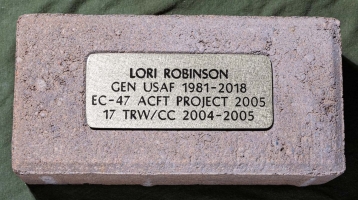 LORI ROBINSON
GEN USAF 1981-2018
EC-47 ACFT PROJECT 2005
17 TRW/CC 2004-2005